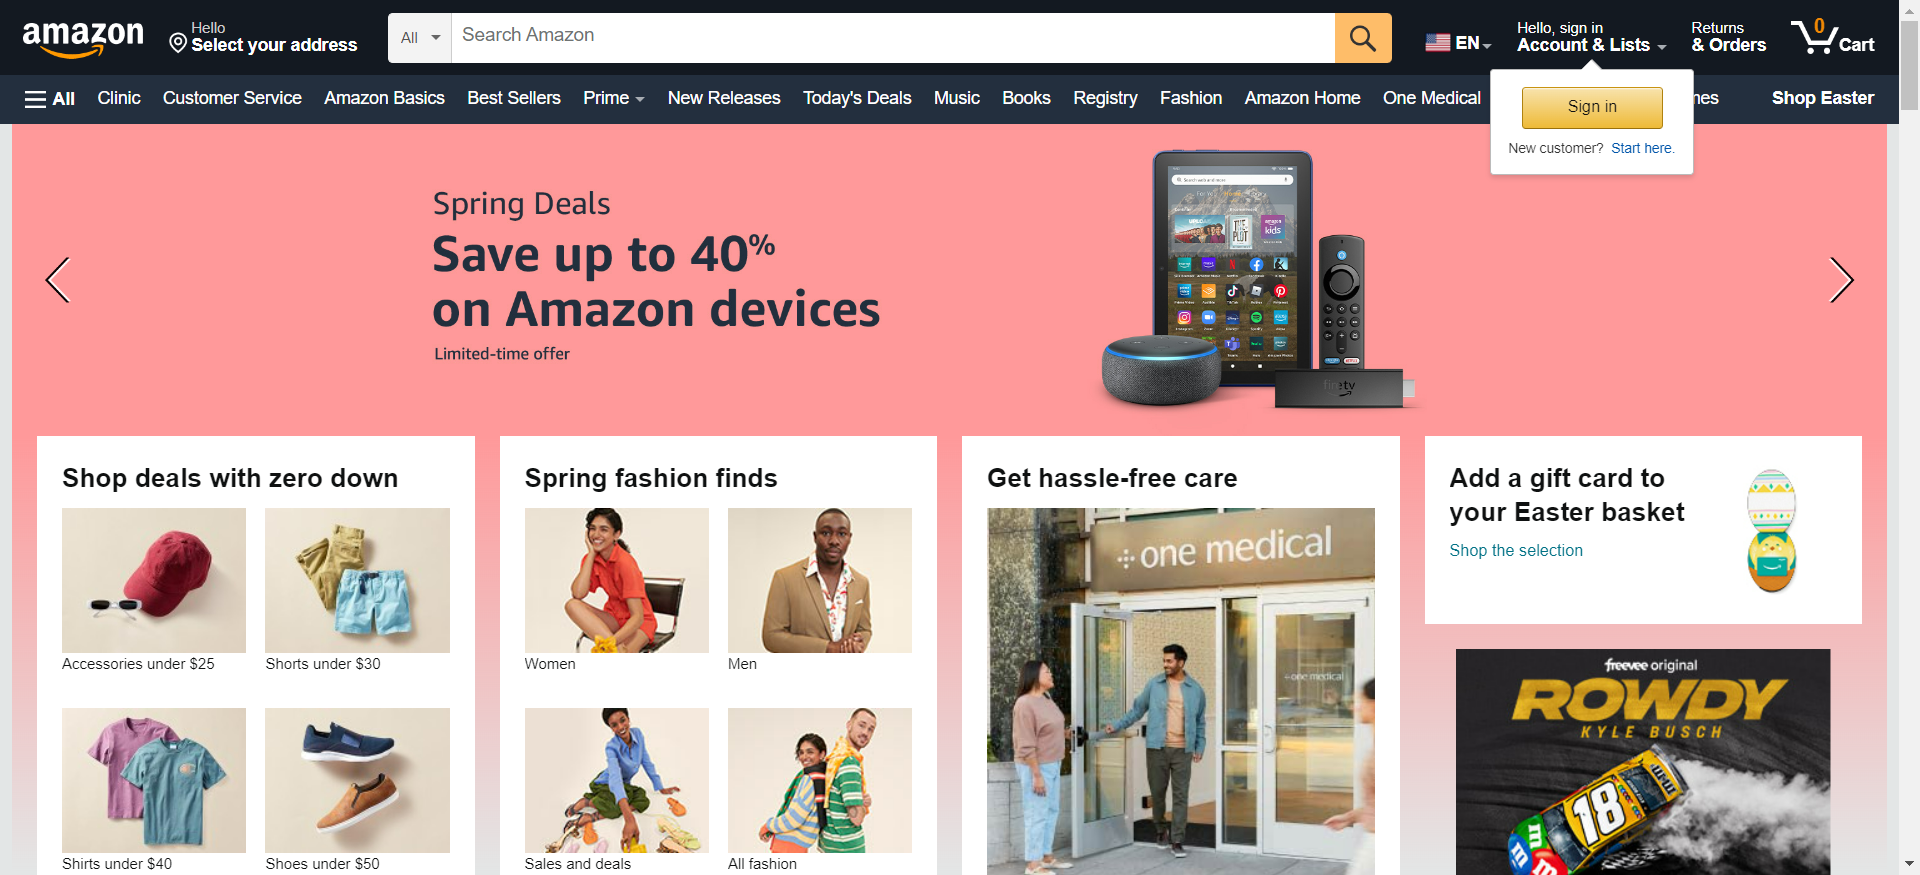 amazon
Hello
Select your address
All
Search Amazon
EN
Hello, sign in
Account & Lists
Returns
& Orders
0
Cart
All
Clinic
Customer Service
Amazon Basics
Best Sellers
Prime
New Releases
Today's Deals
Music
Books
Registry
Fashion
Amazon Home
One Medical
Shop Easter
Sign in
New customer? Start here.
Spring Deals
Save up to 40%
on Amazon devices
Limited-time offer
firetv
Shop deals with zero down
Accessories under $25
Shorts under $30
Shirts under $40
Shoes under $50
Spring fashion finds
Women
Men
Sales and deals
All fashion
Get hassle-free care
one medical
one medical
Add a gift card to
your Easter basket
Shop the selection
freevee original
ROWDY
KYLE BUSCH
18
m
m